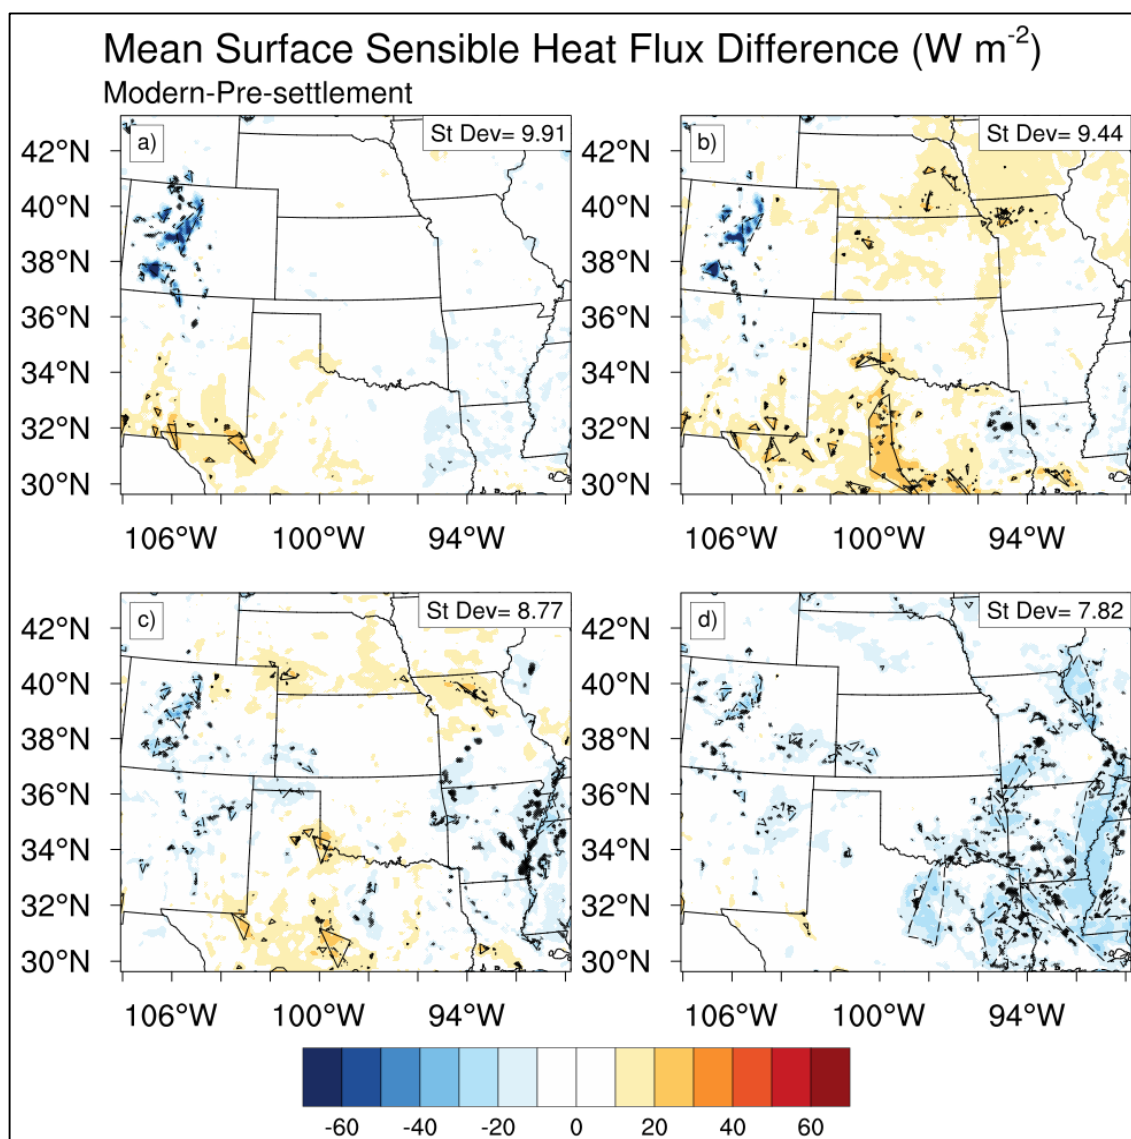 Mean Surface Sensible Heat Flux Difference (W m⁻²)
Modern-Pre-settlement
a)
St Dev= 9.91
b)
St Dev= 9.44
42°N
40°N
38°N
36°N
34°N
32°N
30°N
42°N
40°N
38°N
36°N
34°N
32°N
30°N
106°W 100°W 94°W
106°W 100°W 94°W
c)
St Dev= 8.77
d)
St Dev= 7.82
42°N
40°N
38°N
36°N
34°N
32°N
30°N
42°N
40°N
38°N
36°N
34°N
32°N
30°N
106°W 100°W 94°W
106°W 100°W 94°W
-60 -40 -20 0 20 40 60